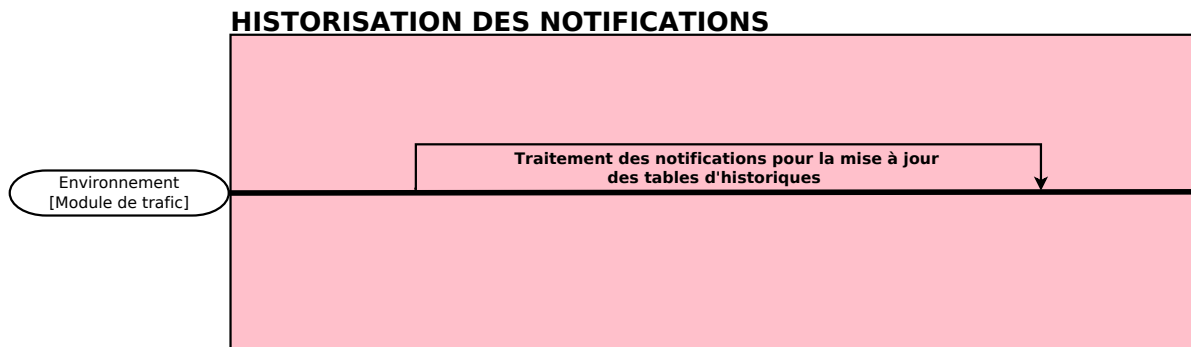 HISTORISATION DES NOTIFICATIONS
Traitement des notifications pour la mise à jour
des tables d'historiques
Environnement
[Module de trafic]